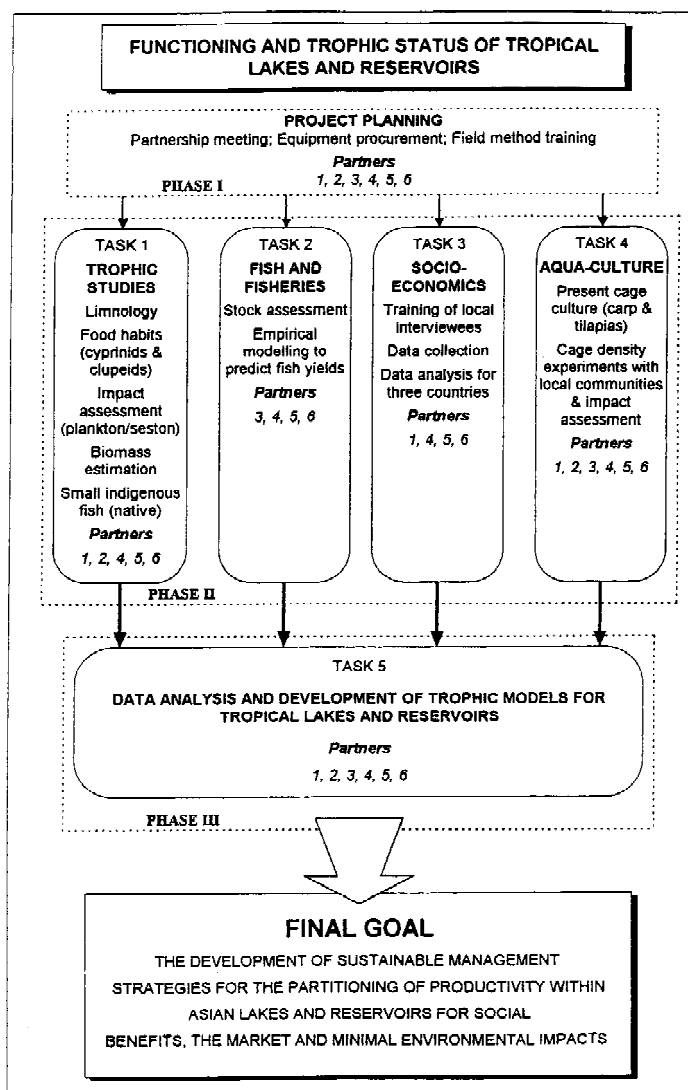 FUNCTIONING AND TROPHIC STATUS OF TROPICAL
LAKES AND RESERVOIRS
PROJECT PLANNING
Partnership meeting; Equipment procurement; Field method training
Partners
1, 2, 3, 4, 5, 6
PHASE I
TASK 1
TROPHIC
STUDIES
Limnology
Food habits
(cyprinids &
clupeids)
Impact
assessment
(plankton/seston)
Biomass
estimation
Small indigenous
fish (native)
Partners
1, 2, 4, 5, 6
TASK 2
FISH AND
FISHERIES
Stock assessment
Empirical
modelling to
predict fish yields
Partners
3, 4, 5, 6
TASK 3
SOCIO-
ECONOMICS
Training of local
interviewees
Data collection
Data analysis for
three countries
Partners
1, 4, 5, 6
TASK 4
AQUA-CULTURE
Present cage
culture (carp &
tilapias)
Cage density
experiments with
local communities
& impact
assessment
Partners
1, 2, 3, 4, 5, 6
PHASE II
TASK 5
DATA ANALYSIS AND DEVELOPMENT OF TROPHIC MODELS FOR
TROPICAL LAKES AND RESERVOIRS
Partners
1, 2, 3, 4, 5, 6
PHASE III
FINAL GOAL
THE DEVELOPMENT OF SUSTAINABLE MANAGEMENT
STRATEGIES FOR THE PARTITIONING OF PRODUCTIVITY WITHIN
ASIAN LAKES AND RESERVOIRS FOR SOCIAL
BENEFITS, THE MARKET AND MINIMAL ENVIRONMENTAL IMPACTS